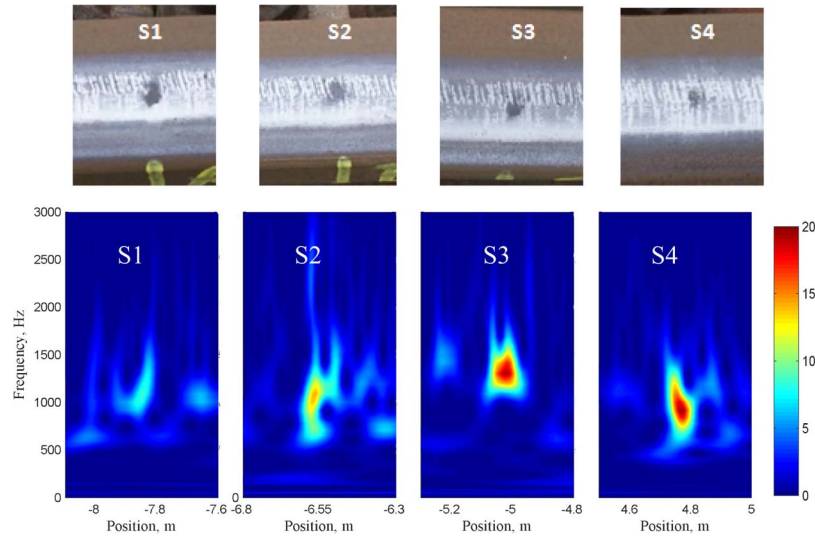 S1 S2 S3 S4
3000
2500
2000
1500
1000
500
0
Frequency, Hz
S1
-8 -7.8 -7.6
Position, m
0
S2
-6.8 -6.55 -6.3
Position, m
S3
-5.2 -5 -4.8
Position, m
S4
4.6 4.8 5
Position, m
20
15
10
5
0